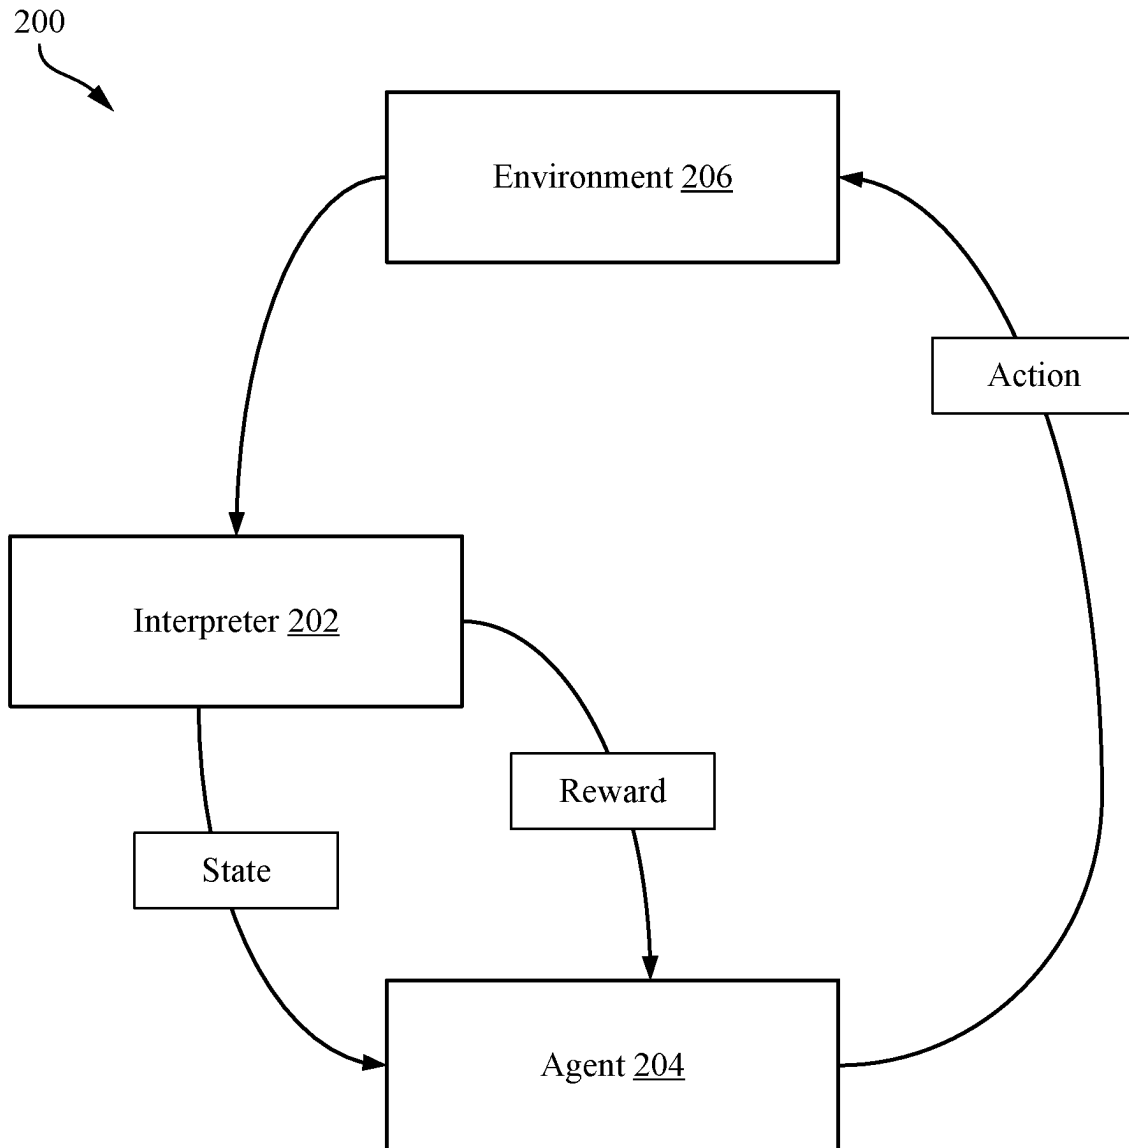 200
Environment 206
Action
Interpreter 202
Reward
State
Agent 204